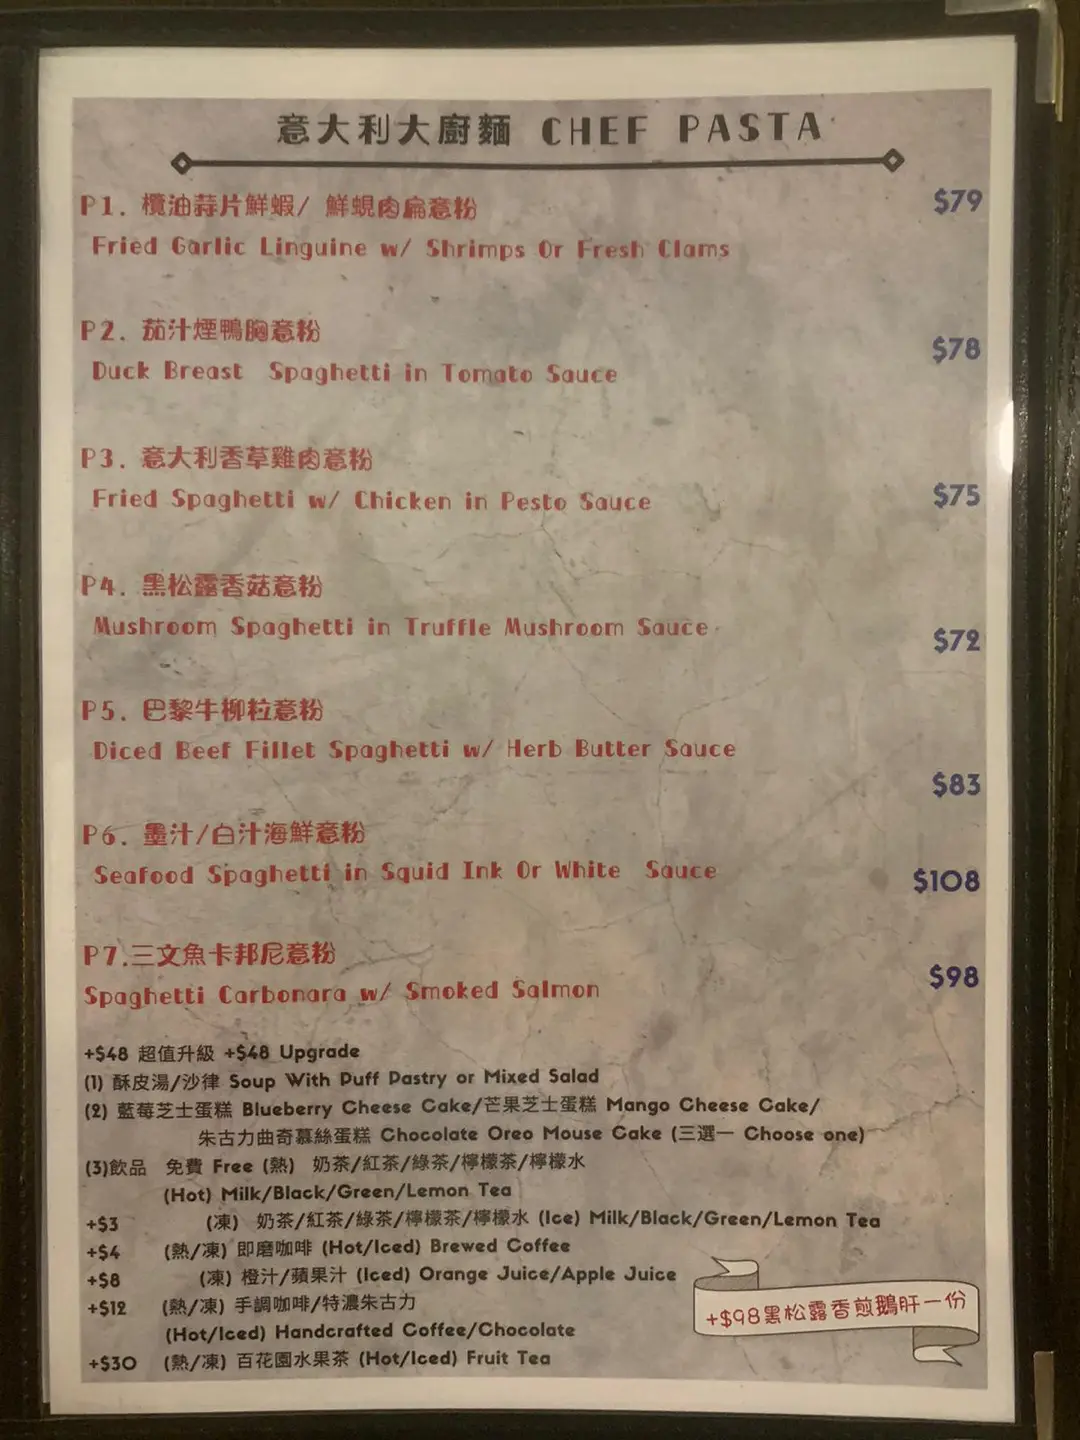 意大利大廚麵 CHEF PASTA
P1. 欖油蒜片鮮蝦/ 鮮蜆肉扁意粉 $79
Fried Garlic Linguine w/ Shrimps Or Fresh Clams
P2. 茄汁煙鴨胸意粉 $78
Duck Breast Spaghetti in Tomato Sauce
P3. 意大利香草雞肉意粉 $75
Fried Spaghetti w/ Chicken in Pesto Sauce
P4. 黑松露香菇意粉
Mushroom Spaghetti in Truffle Mushroom Sauce $72
P5. 巴黎牛柳粒意粉
Diced Beef Fillet Spaghetti w/ Herb Butter Sauce $83
P6. 墨汁/白汁海鮮意粉
Seafood Spaghetti in Squid Ink Or White Sauce $108
P7.三文魚卡邦尼意粉 $98
Spaghetti Carbonara w/ Smoked Salmon
+$48 超值升級 +$48 Upgrade
(1) 酥皮湯/沙律 Soup With Puff Pastry or Mixed Salad
(2) 藍莓芝士蛋糕 Blueberry Cheese Cake/芒果芝士蛋糕 Mango Cheese Cake/
朱古力曲奇慕絲蛋糕 Chocolate Oreo Mouse Cake (三選一 Choose one)
(3)飲品 免費 Free (熱) 奶茶/紅茶/綠茶/檸檬茶/檸檬水
(Hot) Milk/Black/Green/Lemon Tea
+$3 (凍) 奶茶/紅茶/綠茶/檸檬茶/檸檬水 (Ice) Milk/Black/Green/Lemon Tea
+$4 (熱/凍) 即磨咖啡 (Hot/Iced) Brewed Coffee
+$8 (凍) 橙汁/蘋果汁 (Iced) Orange Juice/Apple Juice
+$12 (熱/凍) 手調咖啡/特濃朱古力
(Hot/Iced) Handcrafted Coffee/Chocolate
+$30 (熱/凍) 百花園水果茶 (Hot/Iced) Fruit Tea
+$98黑松露香煎鵝肝一份